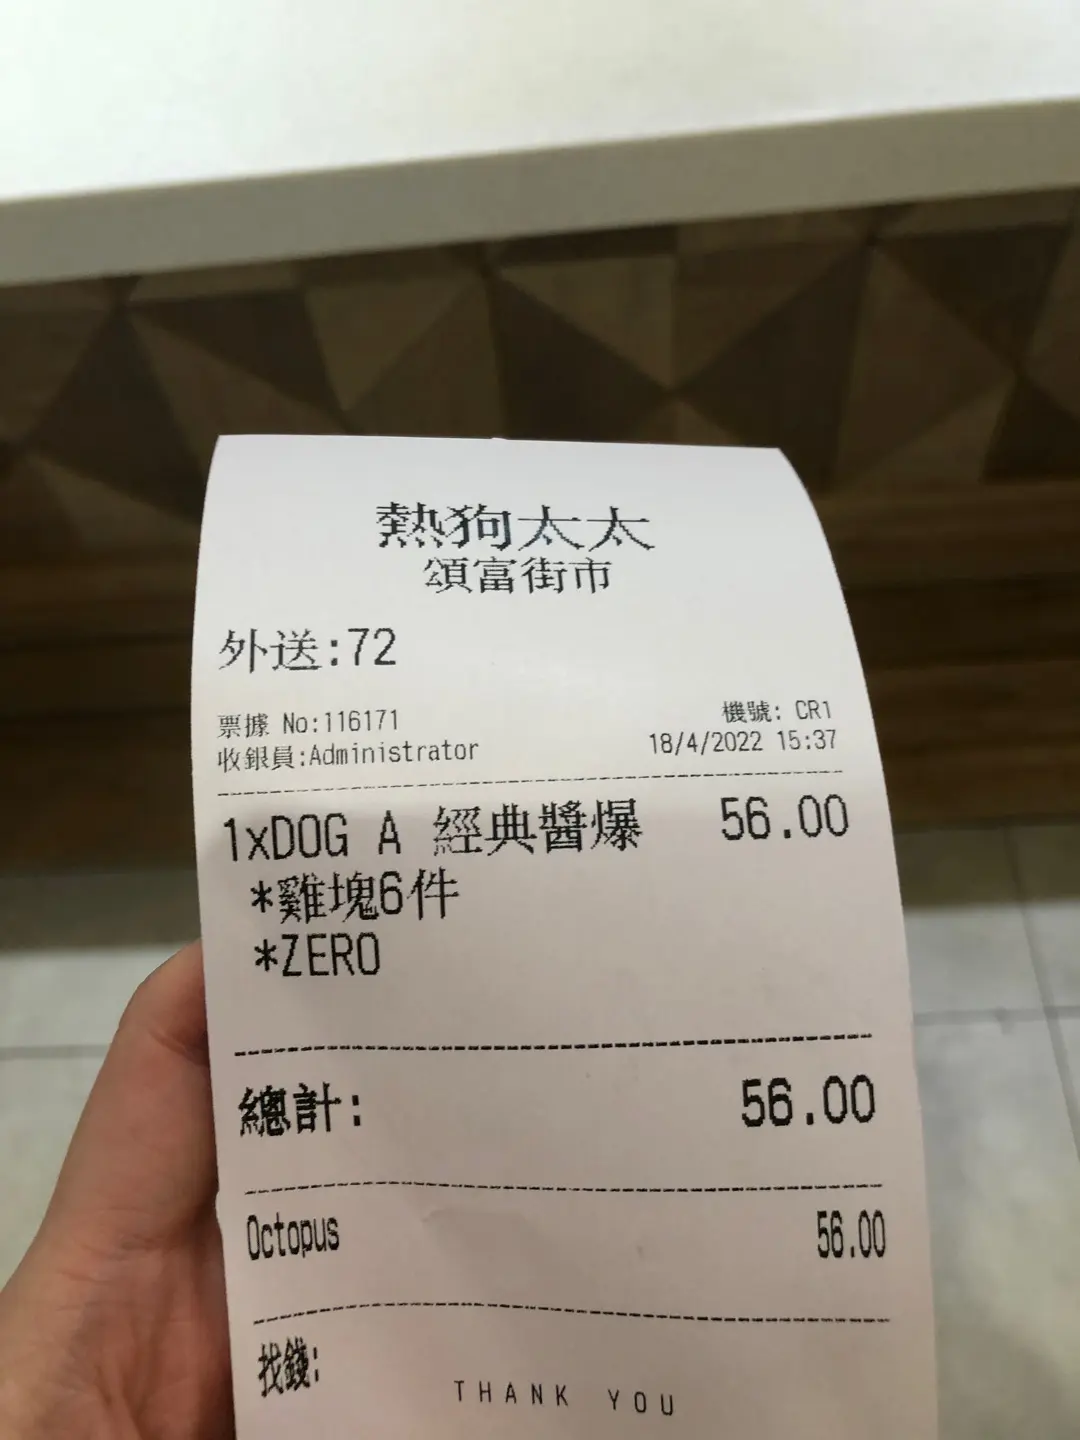 熱狗太太
頌富街市
外送:72
票據 No:116171
機號: CR1
收銀員:Administrator
18/4/2022 15:37
1xDOG A 經典醬爆 56.00
*雞塊6件
*ZERO
總計: 56.00
Octopus 56.00
找錢:
THANK YOU